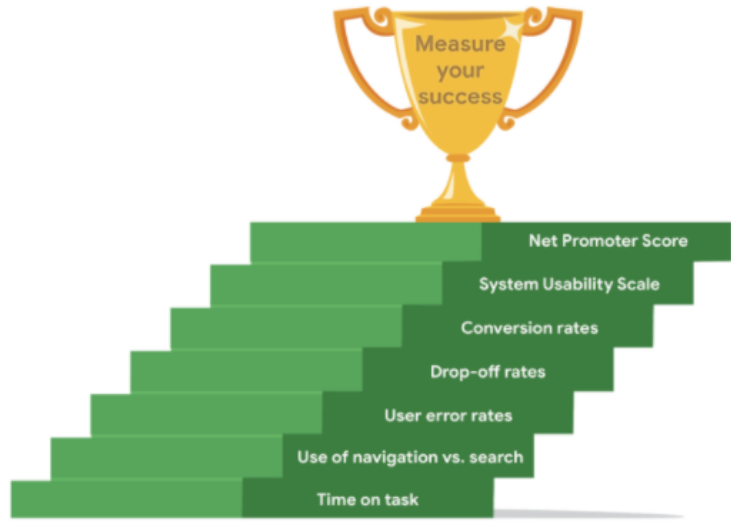 Measure
your
success
Net Promoter Score
System Usability Scale
Conversion rates
Drop-off rates
User error rates
Use of navigation vs. search
Time on task